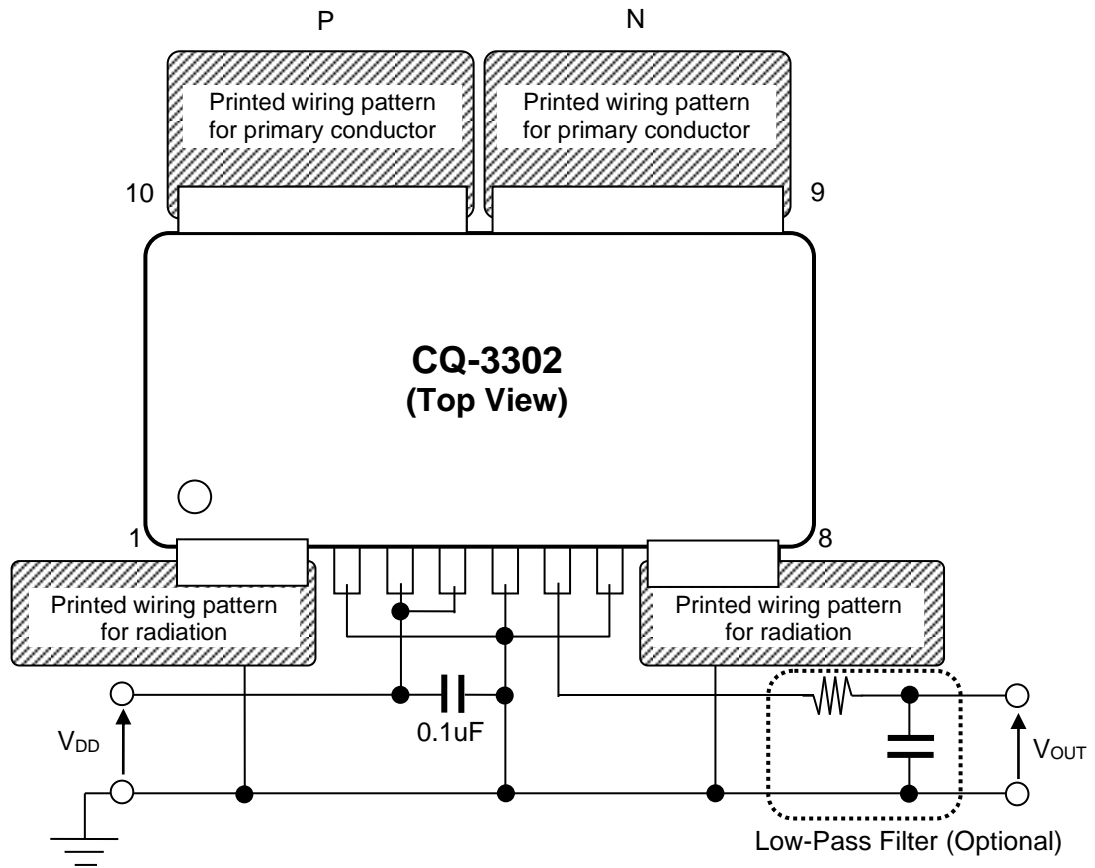 P
N
Printed wiring pattern
for primary conductor
Printed wiring pattern
for primary conductor
10
9
CQ-3302
(Top View)
1
8
Printed wiring pattern
for radiation
Printed wiring pattern
for radiation
0.1uF
VDD
VOUT
Low-Pass Filter (Optional)